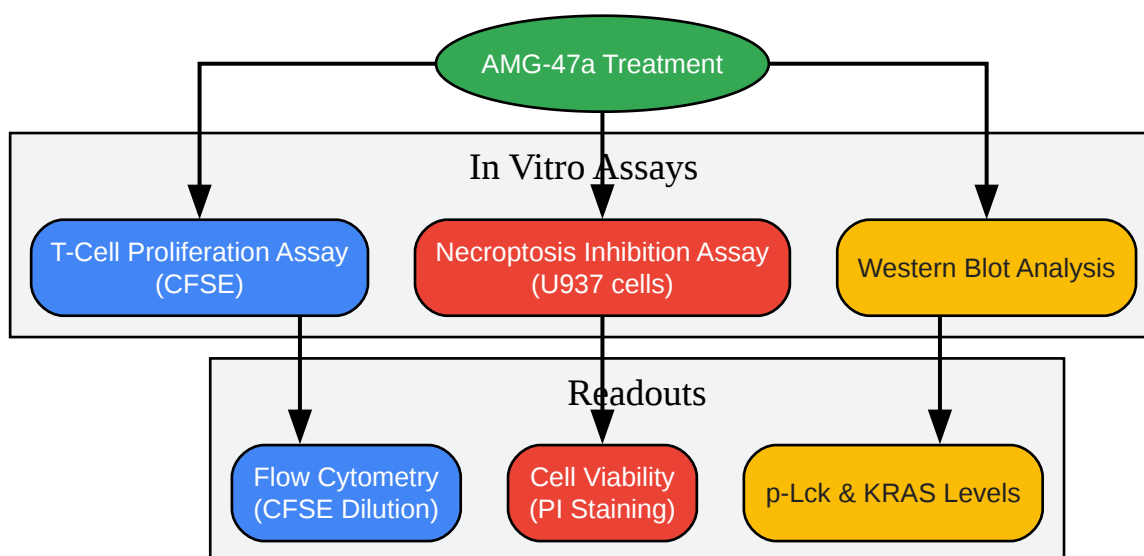 AMG-47a Treatment
In Vitro Assays
T-Cell Proliferation Assay
(CFSE)
Necroptosis Inhibition Assay
(U937 cells)
Western Blot Analysis
Readouts
Flow Cytometry
(CFSE Dilution)
Cell Viability
(PI Staining)
p-Lck & KRAS Levels